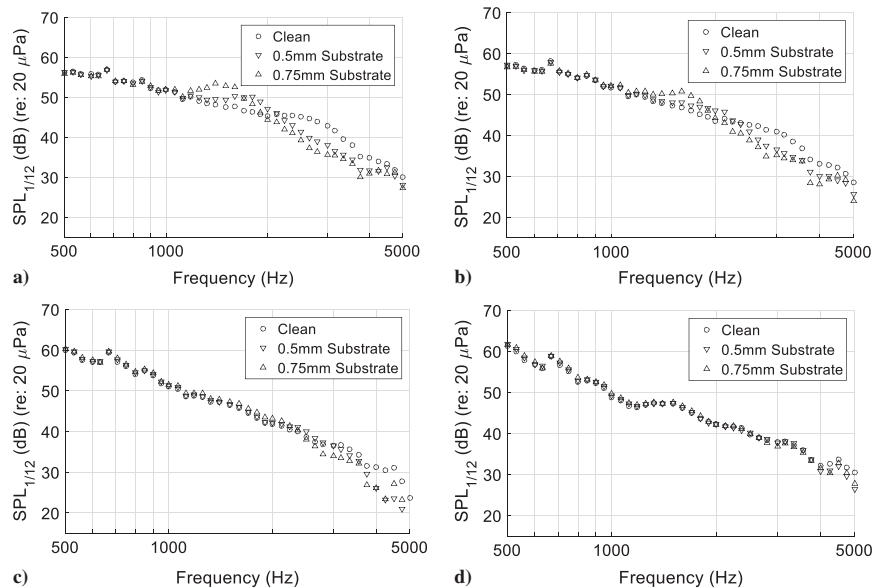 70
60
50
40
30
20
SPL1/12 (dB) (re: 20 μPa)
500
1000
5000
Frequency (Hz)
Clean
0.5mm Substrate
0.75mm Substrate
a)
70
60
50
40
30
20
SPL1/12 (dB) (re: 20 μPa)
500
1000
5000
Frequency (Hz)
Clean
0.5mm Substrate
0.75mm Substrate
b)
70
60
50
40
30
20
SPL1/12 (dB) (re: 20 μPa)
500
1000
5000
Frequency (Hz)
Clean
0.5mm Substrate
0.75mm Substrate
c)
70
60
50
40
30
20
SPL1/12 (dB) (re: 20 μPa)
500
1000
5000
Frequency (Hz)
Clean
0.5mm Substrate
0.75mm Substrate
d)